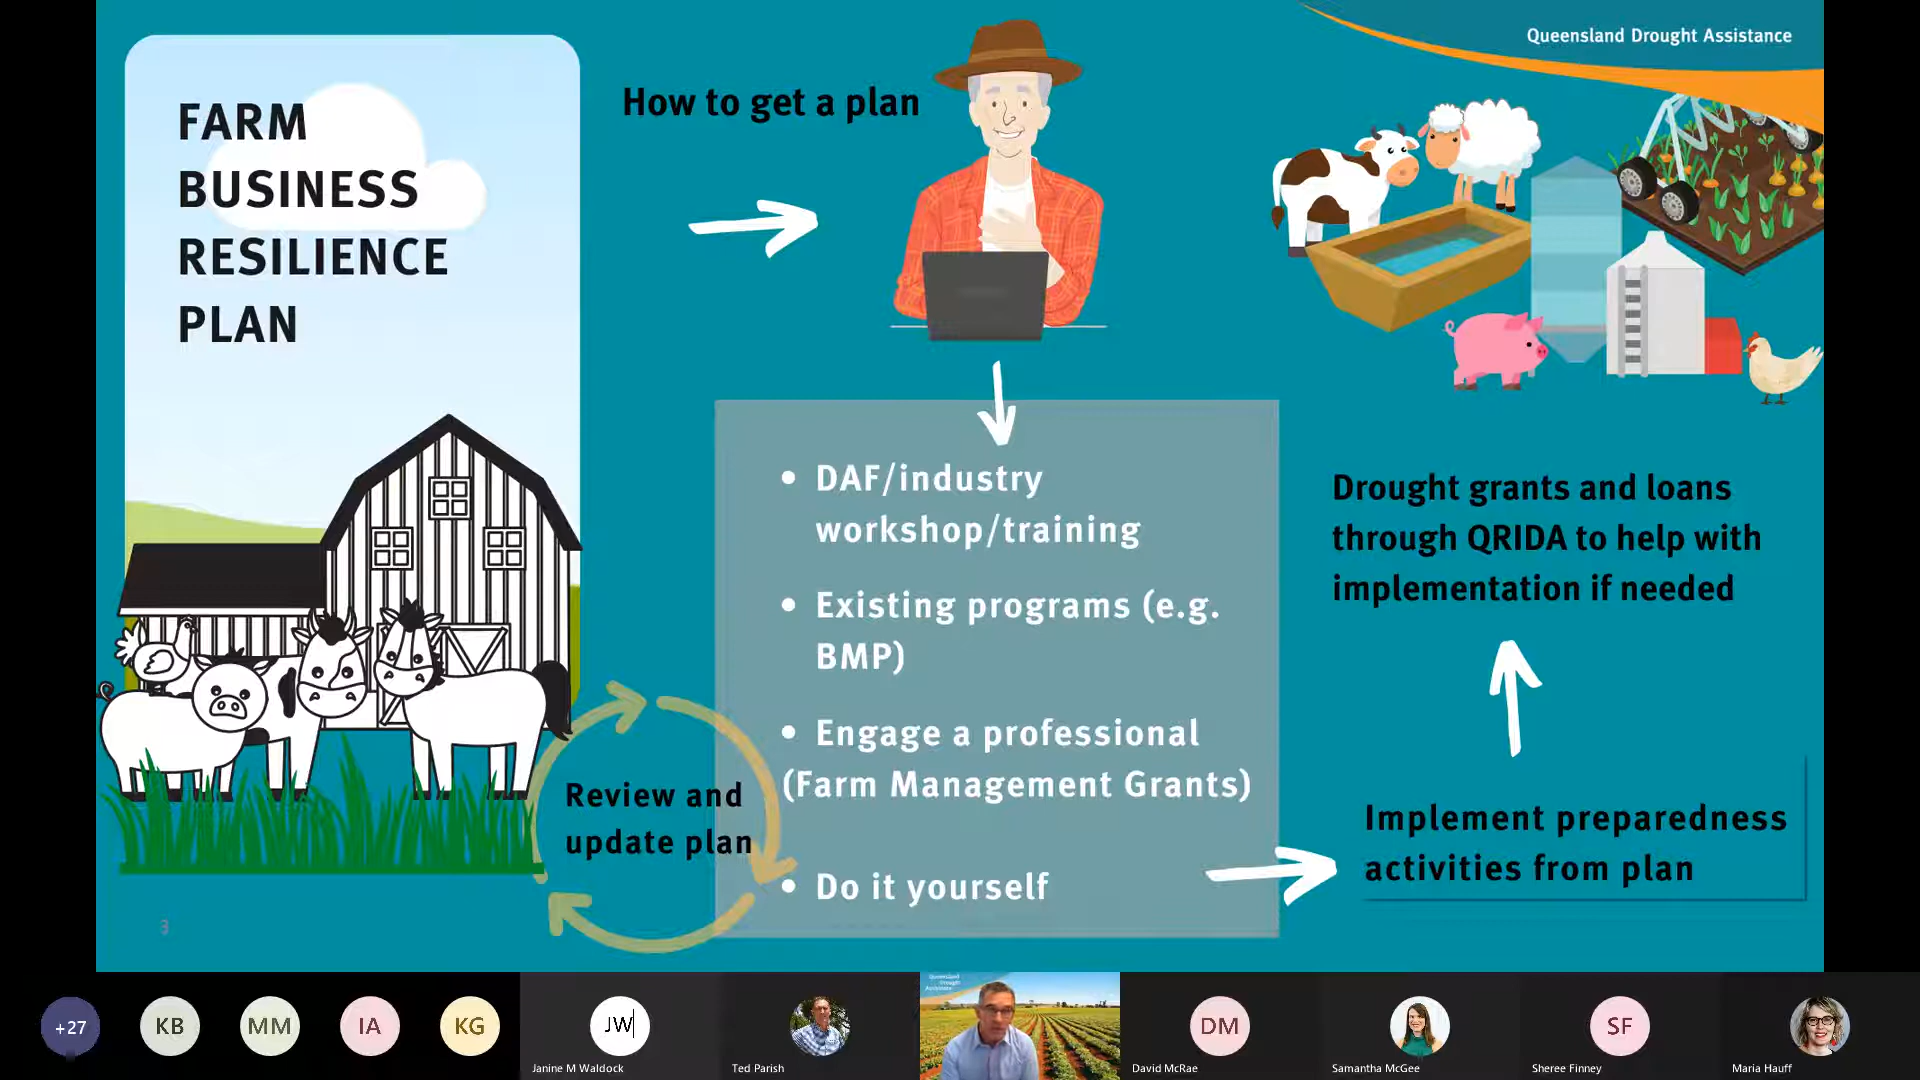 Queensland Drought Assistance
FARM
BUSINESS
RESILIENCE
PLAN
How to get a plan
• DAF/industry
workshop/training
• Existing programs (e.g.
BMP)
• Engage a professional
(Farm Management Grants)
• Do it yourself
Review and
update plan
Drought grants and loans
through QRIDA to help with
implementation if needed
Implement preparedness
activities from plan
3
+27
KB
MM
IA
KG
JW
Janine M Waldock
Ted Parish
Queensland
Drought
Assistance
DM
David McRae
Samantha McGee
SF
Sheree Finney
Maria Hauff